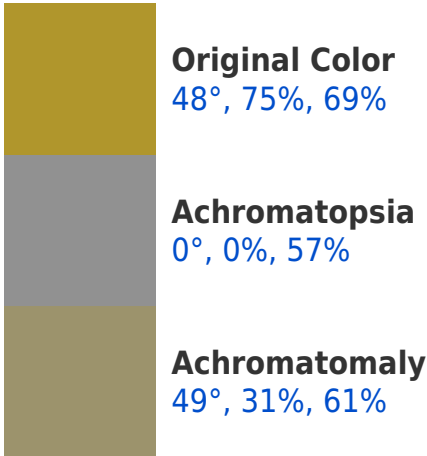 Original Color
48°, 75%, 69%
Achromatopsia
0°, 0%, 57%
Achromatomaly
49°, 31%, 61%